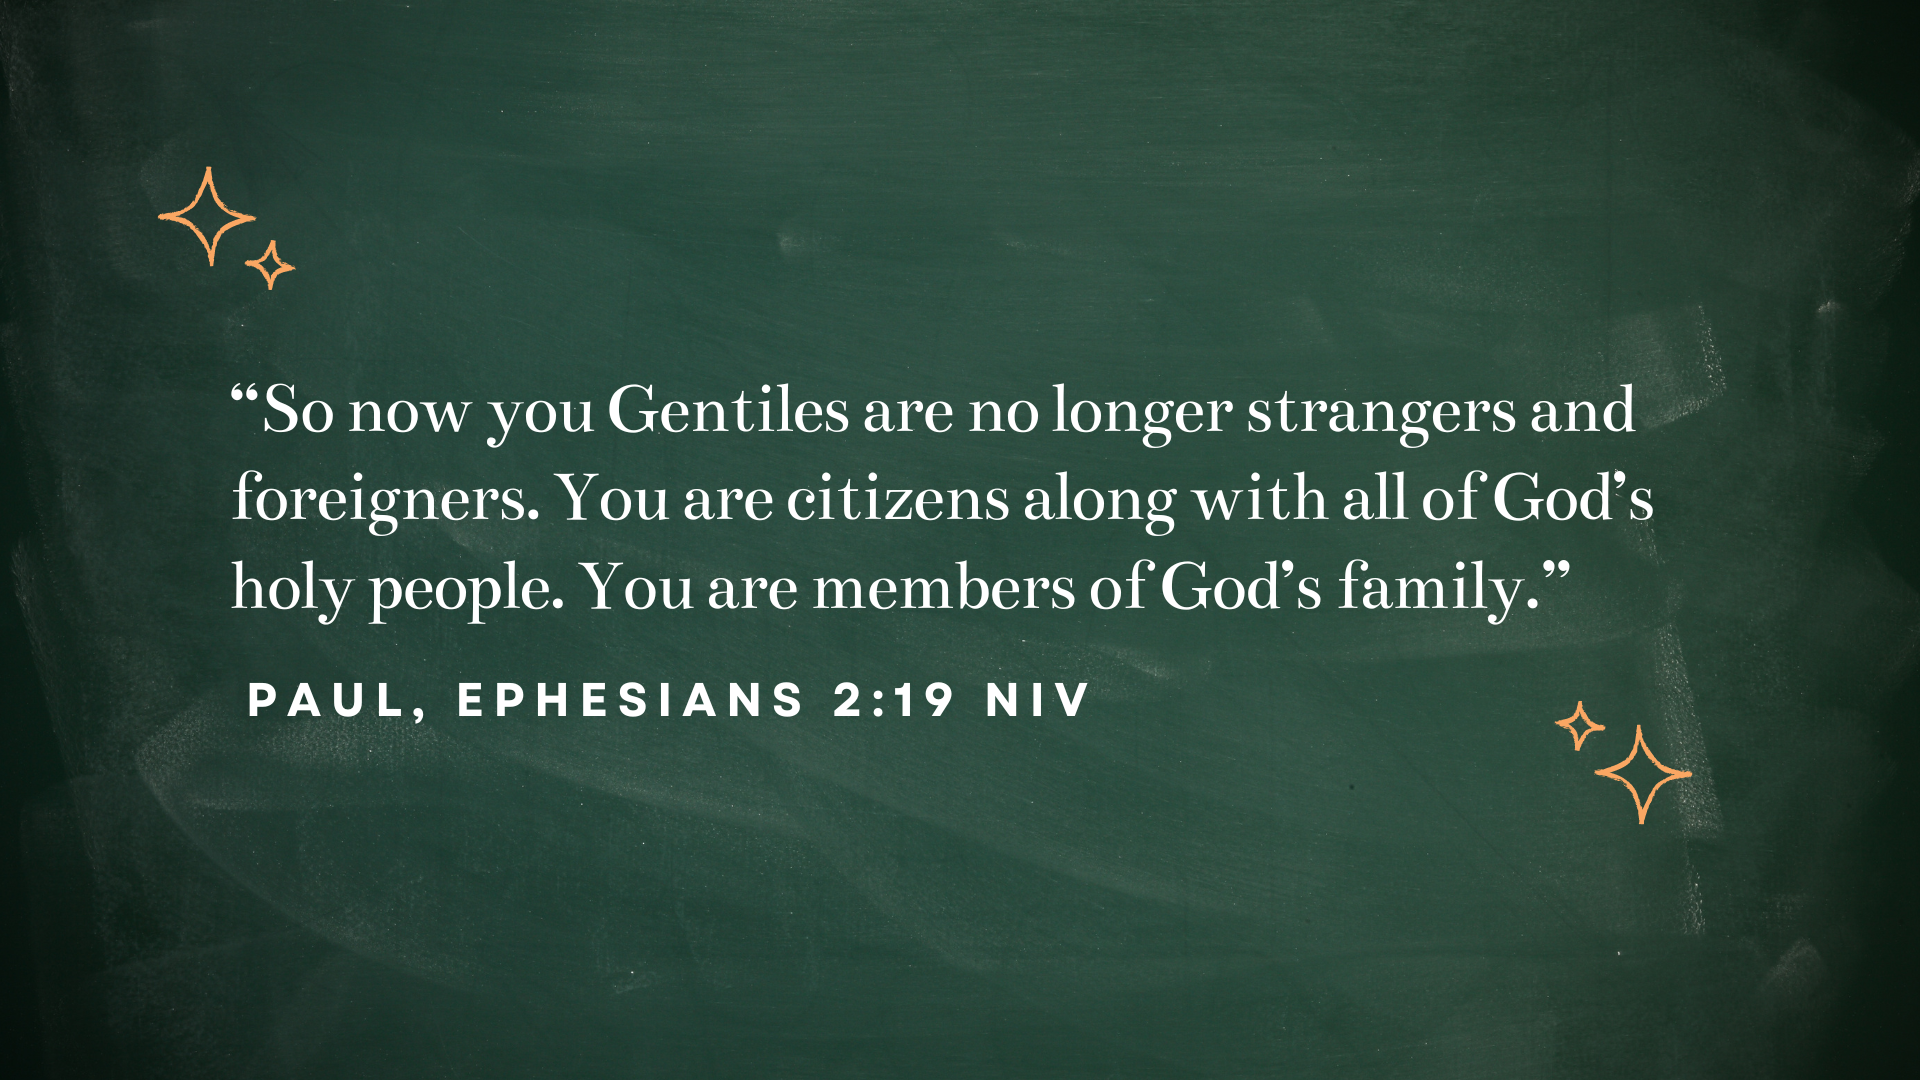 “So now you Gentiles are no longer strangers and
foreigners. You are citizens along with all of God’s
holy people. You are members of God’s family.”
PAUL, EPHESIANS 2:19 NIV